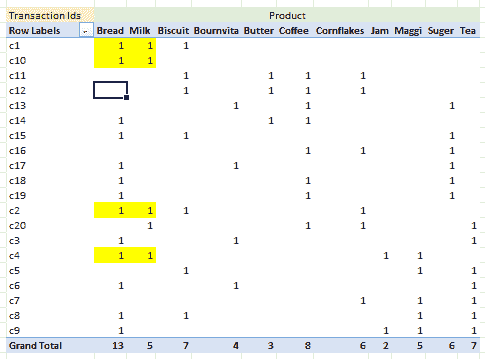 Transaction Ids Product
Row Labels Bread Milk Biscuit Bournvita Butter Coffee Cornflakes Jam Maggi Suger Tea
c1 1 1 1
c10 1 1
c11 1 1 1 1
c12 1 1 1 1
c13 1 1 1
c14 1 1 1
c15 1 1 1
c16 1 1 1
c17 1 1 1
c18 1 1 1
c19 1 1 1
c2 1 1 1 1
c20 1 1 1 1
c3 1 1 1
c4 1 1 1 1
c5 1 1 1
c6 1 1 1
c7 1 1 1
c8 1 1 1 1
c9 1 1 1 1
Grand Total 13 5 7 4 3 8 6 2 5 6 7